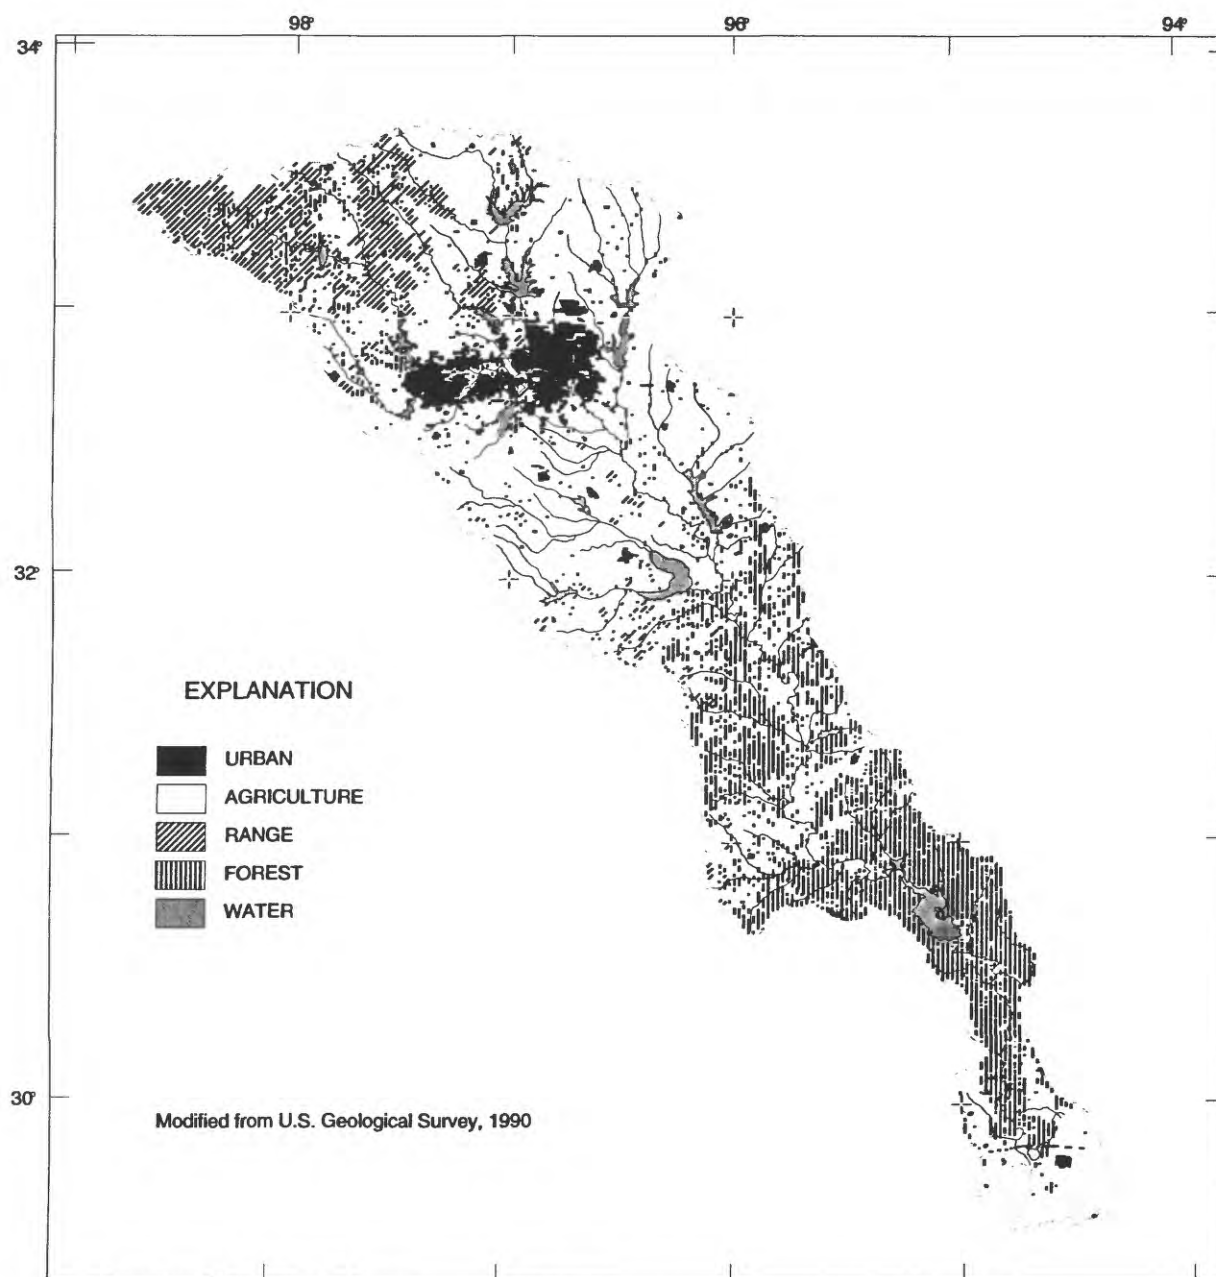 98° 96° 94°
34°
32°
EXPLANATION
URBAN
AGRICULTURE
RANGE
FOREST
WATER
30°
Modified from U.S. Geological Survey, 1990